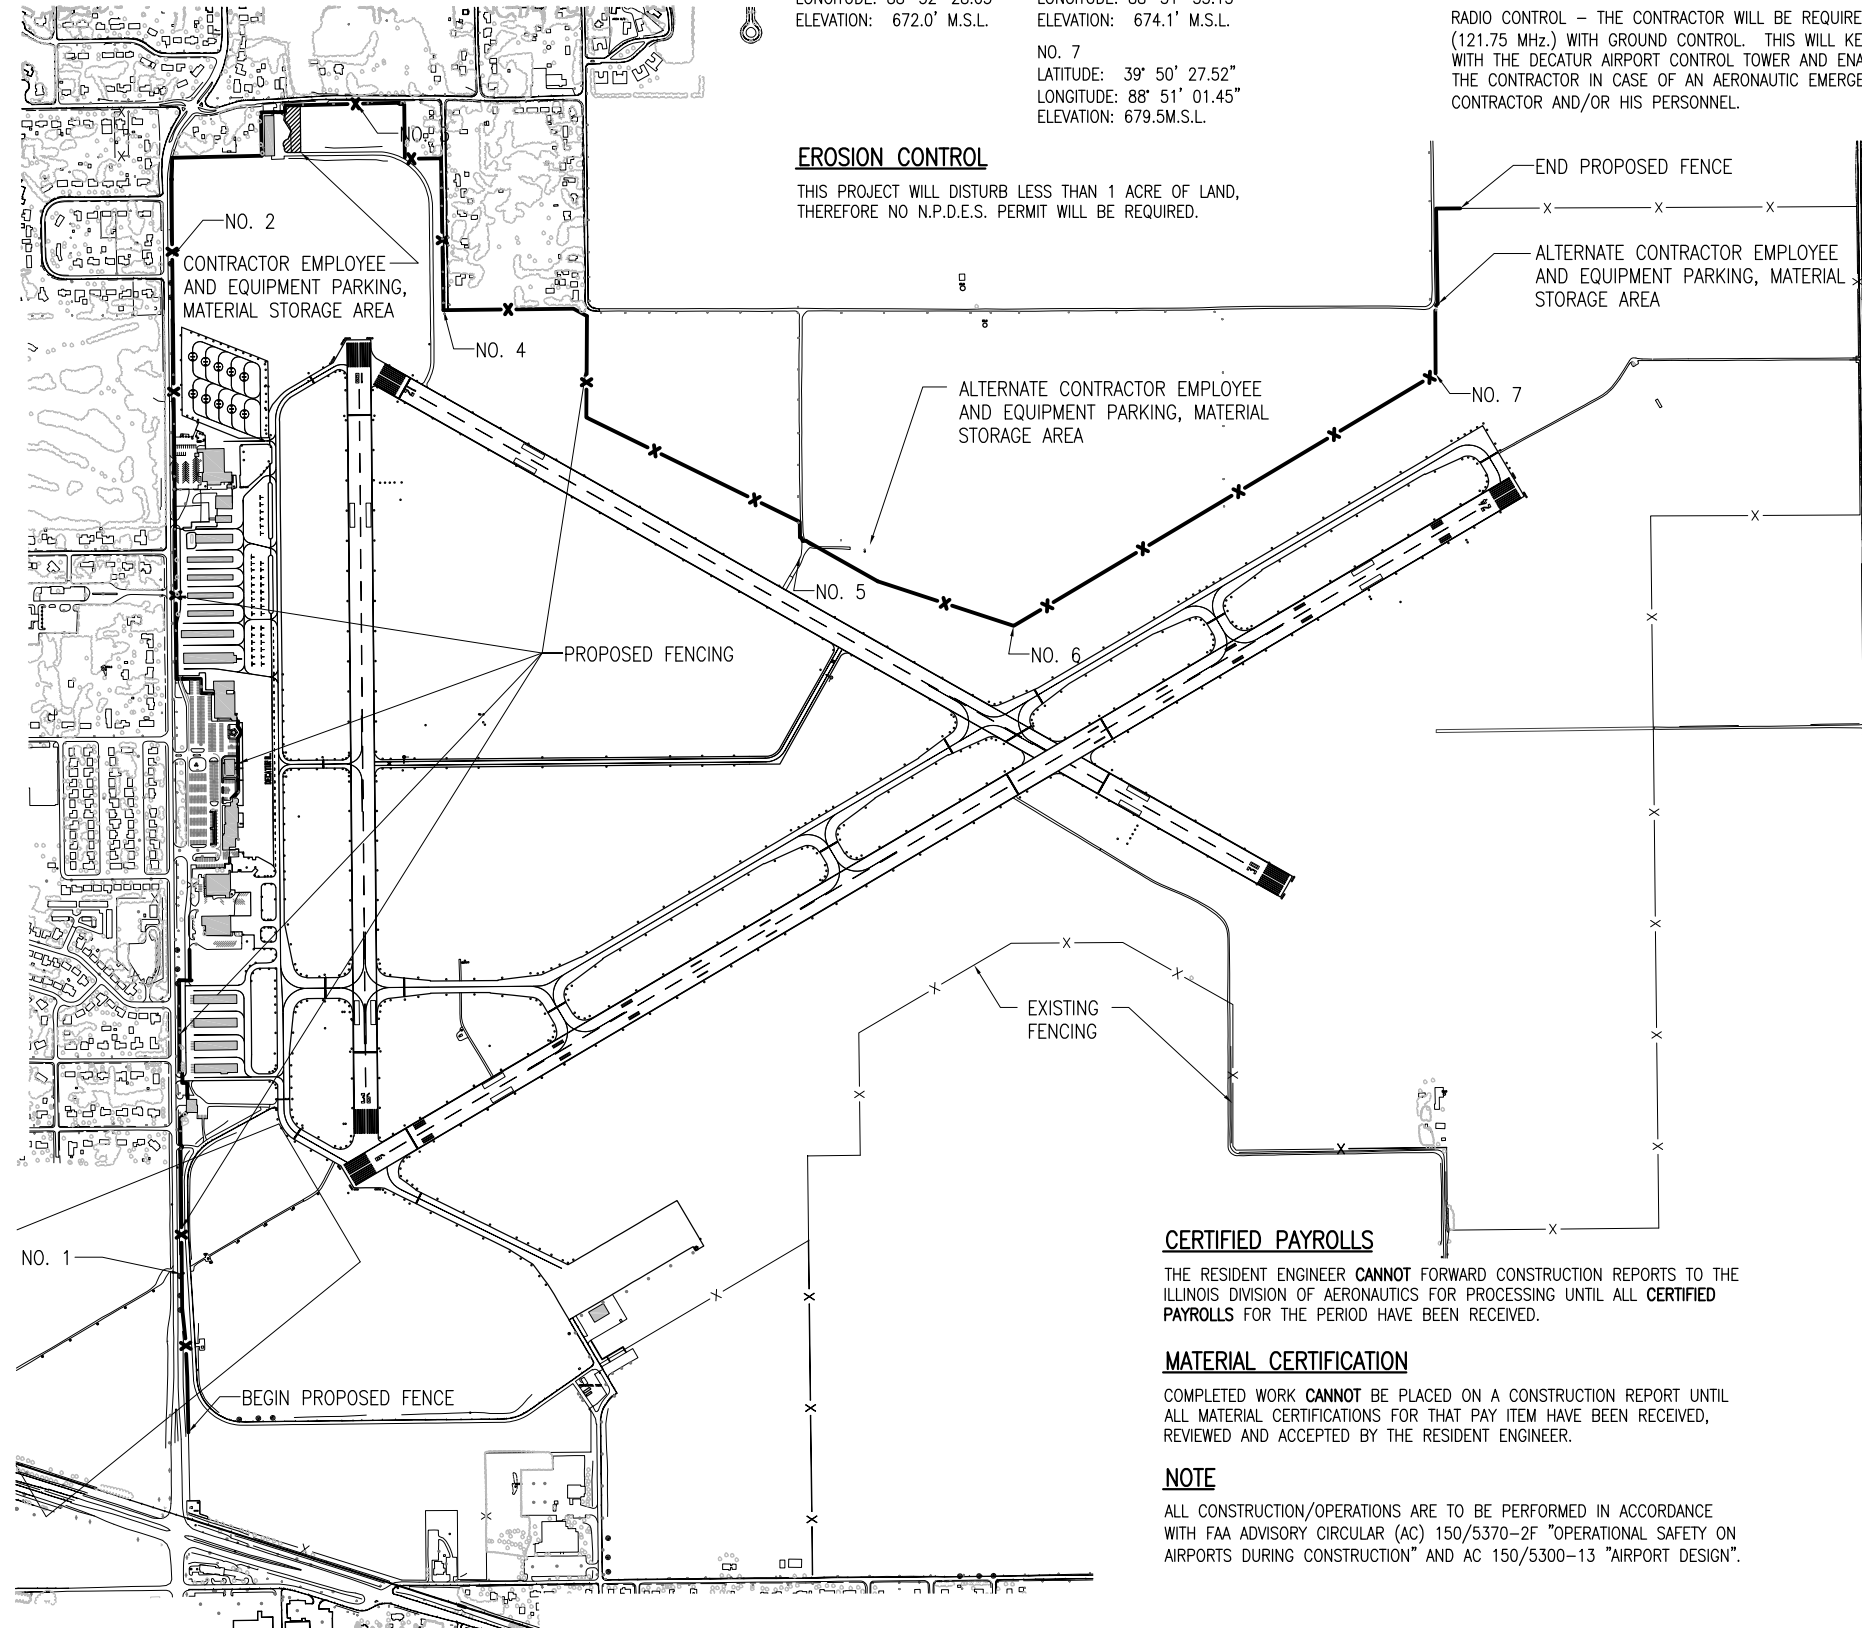 ELEVATION: 672.0' M.S.L.
ELEVATION: 674.1' M.S.L.
NO. 7
LATITUDE: 39° 50' 27.52"
LONGITUDE: 88° 51' 01.45"
ELEVATION: 679.5M.S.L.
RADIO CONTROL – THE CONTRACTOR WILL BE REQUIRE
(121.75 MHz.) WITH GROUND CONTROL. THIS WILL KE
WITH THE DECATUR AIRPORT CONTROL TOWER AND ENA
THE CONTRACTOR IN CASE OF AN AERONAUTIC EMERGE
CONTRACTOR AND/OR HIS PERSONNEL.
EROSION CONTROL
THIS PROJECT WILL DISTURB LESS THAN 1 ACRE OF LAND,
THEREFORE NO N.P.D.E.S. PERMIT WILL BE REQUIRED.
END PROPOSED FENCE
ALTERNATE CONTRACTOR EMPLOYEE
AND EQUIPMENT PARKING, MATERIAL
STORAGE AREA
NO.
NO. 2
CONTRACTOR EMPLOYEE
AND EQUIPMENT PARKING,
MATERIAL STORAGE AREA
NO. 4
ALTERNATE CONTRACTOR EMPLOYEE
AND EQUIPMENT PARKING, MATERIAL
STORAGE AREA
NO. 7
NO. 5
NO. 6
PROPOSED FENCING
18
12
24
30
36
6
EXISTING
FENCING
NO. 1
BEGIN PROPOSED FENCE
CERTIFIED PAYROLLS
THE RESIDENT ENGINEER CANNOT FORWARD CONSTRUCTION REPORTS TO THE
ILLINOIS DIVISION OF AERONAUTICS FOR PROCESSING UNTIL ALL CERTIFIED
PAYROLLS FOR THE PERIOD HAVE BEEN RECEIVED.
MATERIAL CERTIFICATION
COMPLETED WORK CANNOT BE PLACED ON A CONSTRUCTION REPORT UNTIL
ALL MATERIAL CERTIFICATIONS FOR THAT PAY ITEM HAVE BEEN RECEIVED,
REVIEWED AND ACCEPTED BY THE RESIDENT ENGINEER.
NOTE
ALL CONSTRUCTION/OPERATIONS ARE TO BE PERFORMED IN ACCORDANCE
WITH FAA ADVISORY CIRCULAR (AC) 150/5370–2F "OPERATIONAL SAFETY ON
AIRPORTS DURING CONSTRUCTION" AND AC 150/5300–13 "AIRPORT DESIGN".